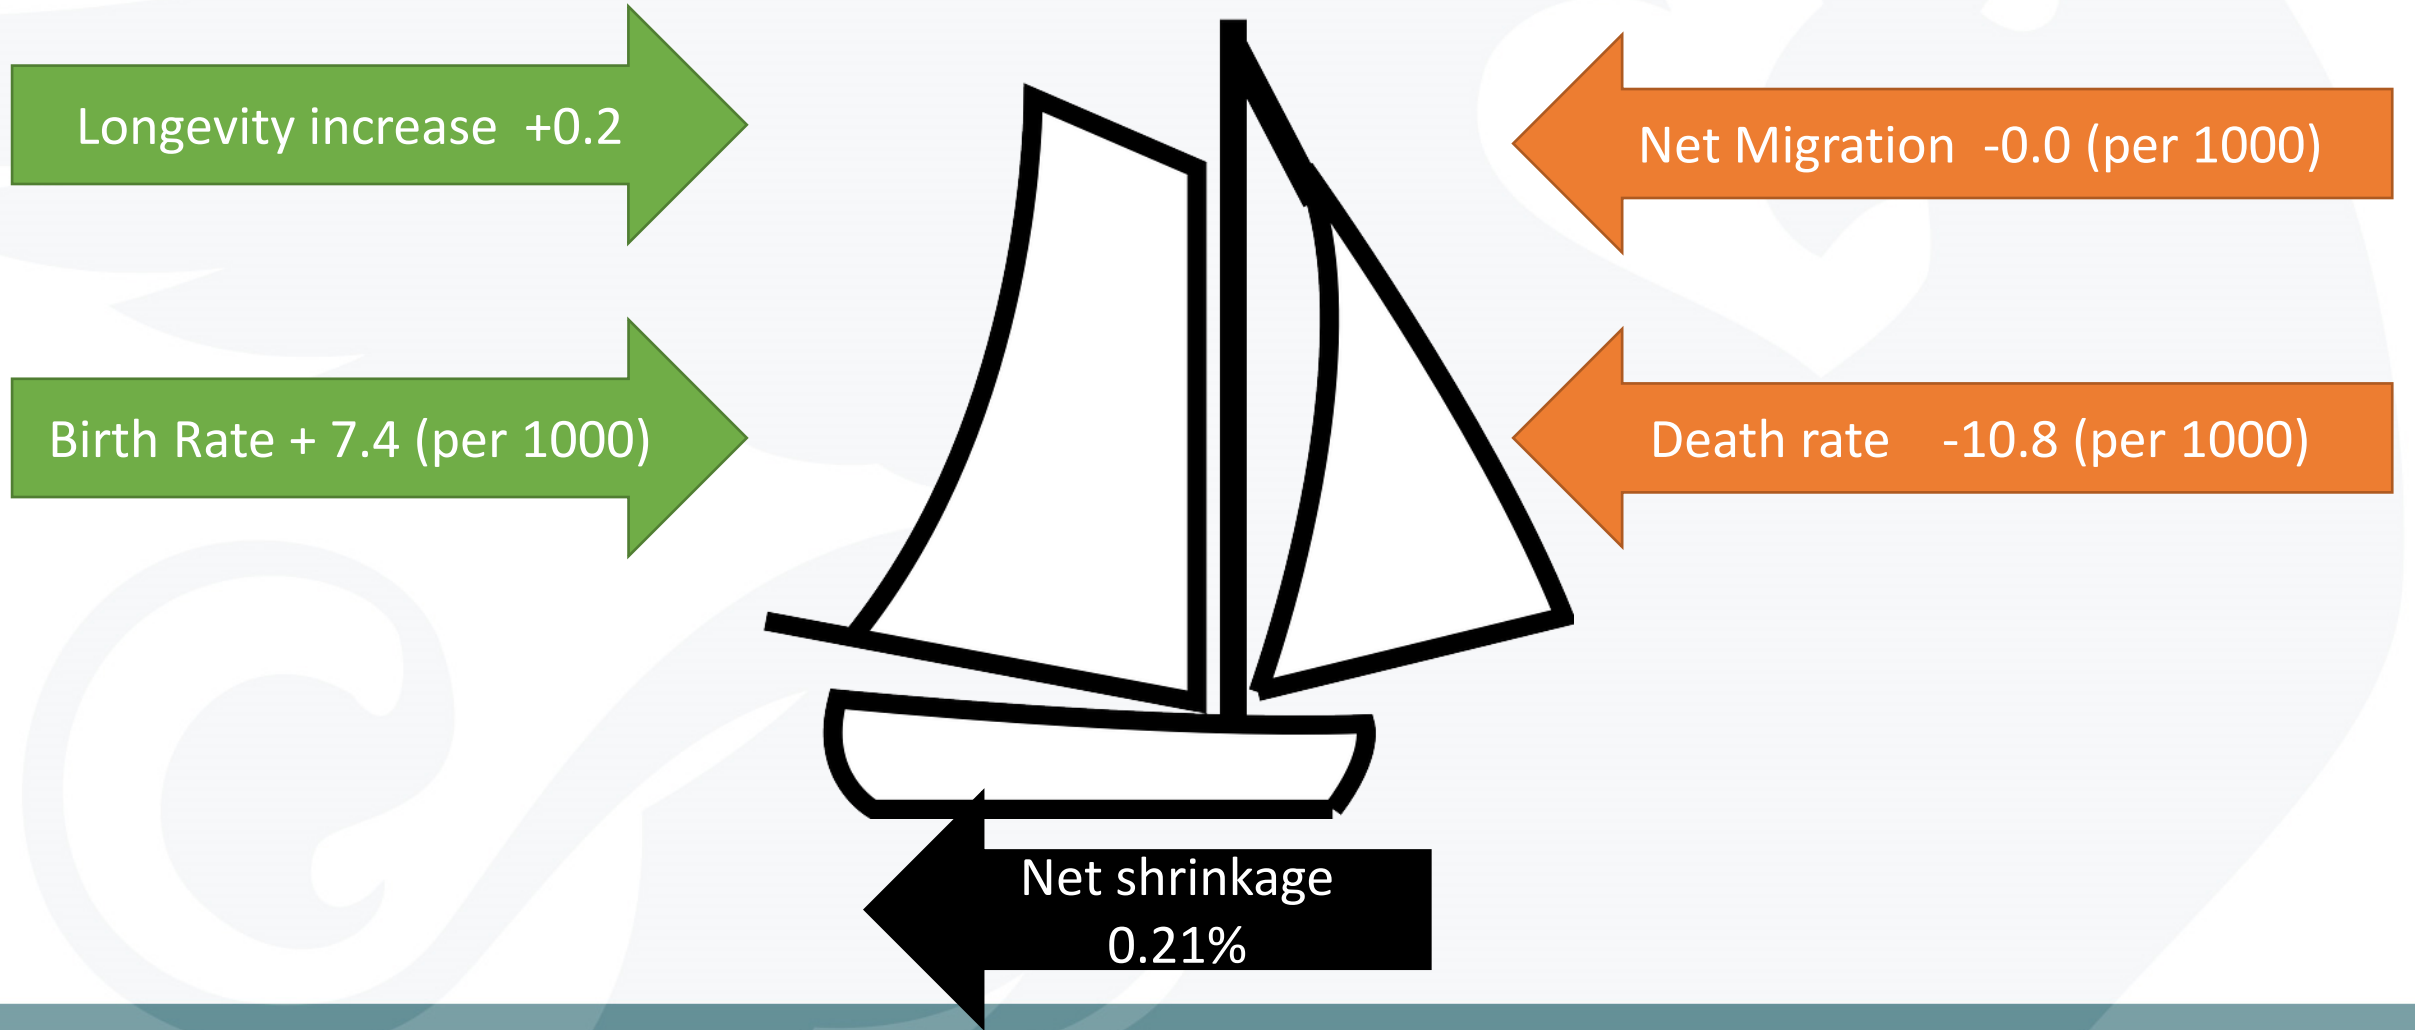 Longevity increase  +0.2
Net Migration  -0.0 (per 1000)
Birth Rate + 7.4 (per 1000)
Death rate    -10.8 (per 1000)
Net shrinkage
0.21%